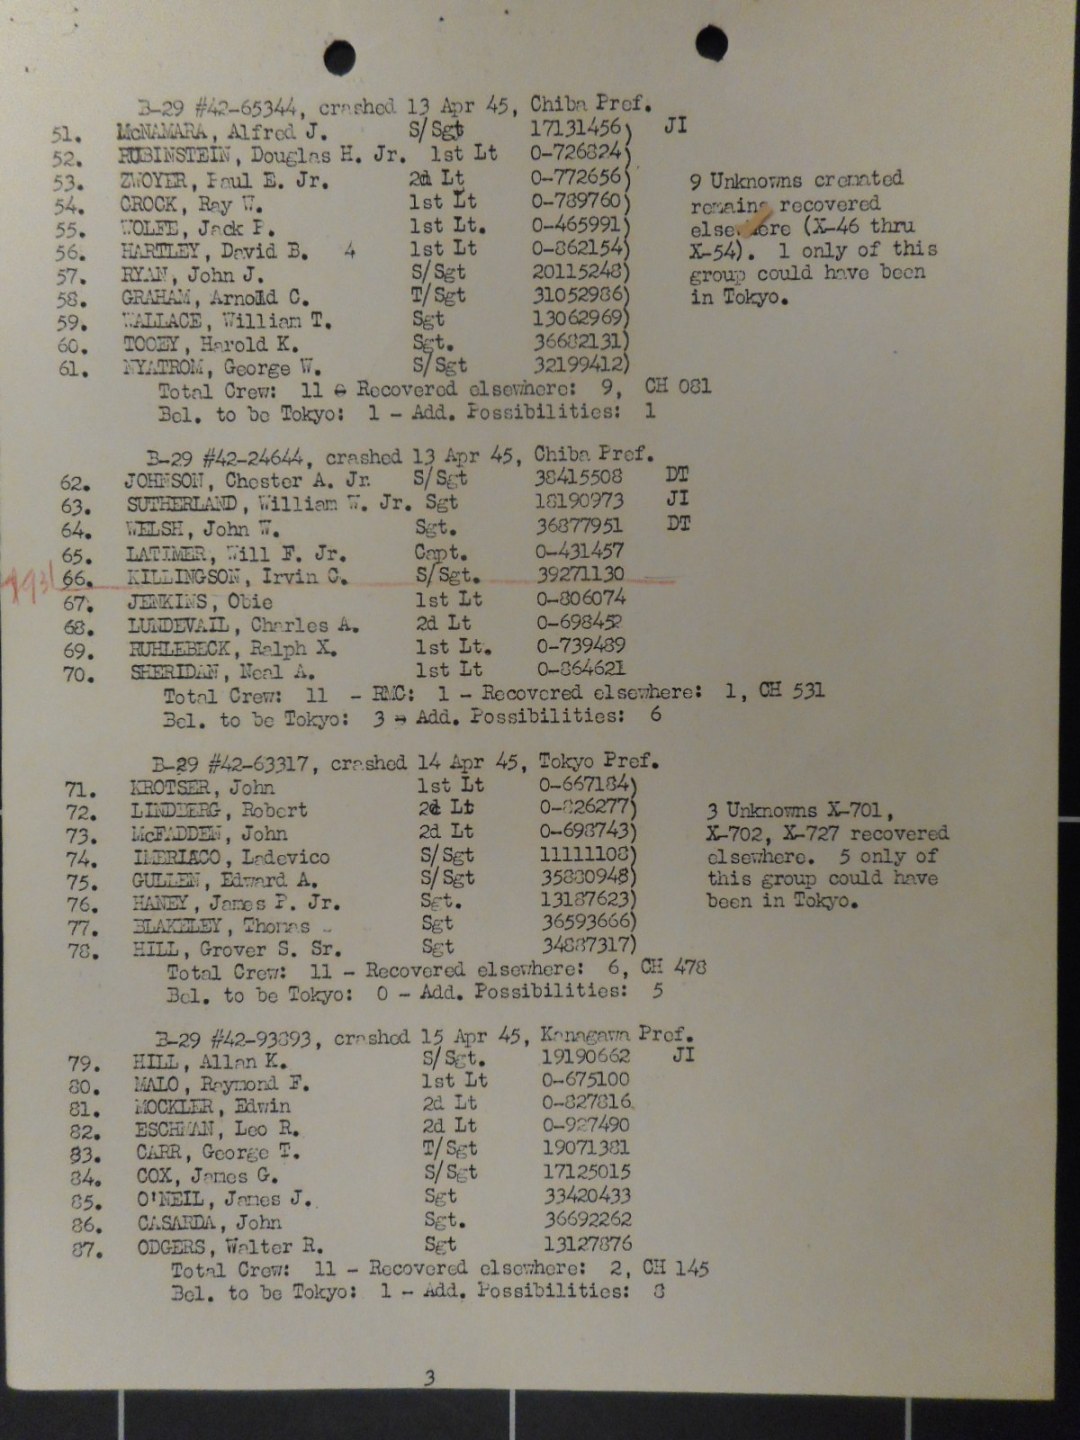 B-29 #42-65344, crashed 13 Apr 45, Chiba Pref.
51. McNAMARA, Alfred J. S/Sgt 17131456) JI
52. RUBINSTEIN, Douglas H. Jr. 1st Lt 0-726824)
53. ZWOYER, Paul E. Jr. 2d Lt 0-772656) 9 Unknowns cremated
54. CROCK, Ray W. 1st Lt 0-789760) remains recovered
55. WOLFE, Jack P. 1st Lt. 0-465991) elsewhere (X-46 thru
56. HARTLEY, David B. 4 1st Lt 0-862154) X-54). 1 only of this
57. RYAN, John J. S/Sgt 20115248) group could have been
58. GRAHAM, Arnold C. T/Sgt 31052986) in Tokyo.
59. WALLACE, William T. Sgt 13062969)
60. TOOEY, Harold K. Sgt. 36682131)
61. NYATROM, George W. S/Sgt 32199412)
Total Crew: 11 - Recovered elsewhere: 9, CH 081
Bel. to be Tokyo: 1 - Add. Possibilities: 1
B-29 #42-24644, crashed 13 Apr 45, Chiba Pref.
62. JOHNSON, Chester A. Jr. S/Sgt 38415508 DT
63. SUTHERLAND, William W. Jr. Sgt 18190973 JI
64. WELSH, John W. Sgt. 36877951 DT
65. LATIMER, Will F. Jr. Capt. 0-431457
66. KILLINGSON, Irvin C. S/Sgt. 39271130
67. JENKINS, Obie 1st Lt 0-806074
68. LUNDEVAIL, Charles A. 2d Lt 0-698452
69. RUHLEBECK, Ralph X. 1st Lt. 0-739489
70. SHERIDAN, Neal A. 1st Lt 0-864621
Total Crew: 11 - RMC: 1 - Recovered elsewhere: 1, CH 531
Bel. to be Tokyo: 3 - Add. Possibilities: 6
B-29 #42-63317, crashed 14 Apr 45, Tokyo Pref.
71. KROTSER, John 1st Lt 0-667184)
72. LINDBERG, Robert 2d Lt 0-826277) 3 Unknowns X-701,
73. McFADDEN, John 2d Lt 0-698743) X-702, X-727 recovered
74. IMERIACO, Ladevico S/Sgt 11111108) elsewhere. 5 only of
75. GULLEN, Edward A. S/Sgt 35880948) this group could have
76. HANEY, James P. Jr. Sgt. 13187623) been in Tokyo.
77. BLAKELEY, Thomas Sgt 36593666)
78. HILL, Grover S. Sr. Sgt 34887317)
Total Crew: 11 - Recovered elsewhere: 6, CH 478
Bel. to be Tokyo: 0 - Add. Possibilities: 5
B-29 #42-93893, crashed 15 Apr 45, Kanagawa Pref.
79. HILL, Allan K. S/Sgt. 19190662 JI
80. MALO, Raymond F. 1st Lt 0-675100
81. MOCKLER, Edwin 2d Lt 0-827816
82. ESCHMAN, Leo R. 2d Lt 0-927490
83. CARR, George T. T/Sgt 19071381
84. COX, James G. S/Sgt 17125015
85. O'NEIL, James J. Sgt 33420433
86. CASARDA, John Sgt. 36692262
87. ODGERS, Walter R. Sgt 13127876
Total Crew: 11 - Recovered elsewhere: 2, CH 145
Bel. to be Tokyo: 1 - Add. Possibilities: 8
3